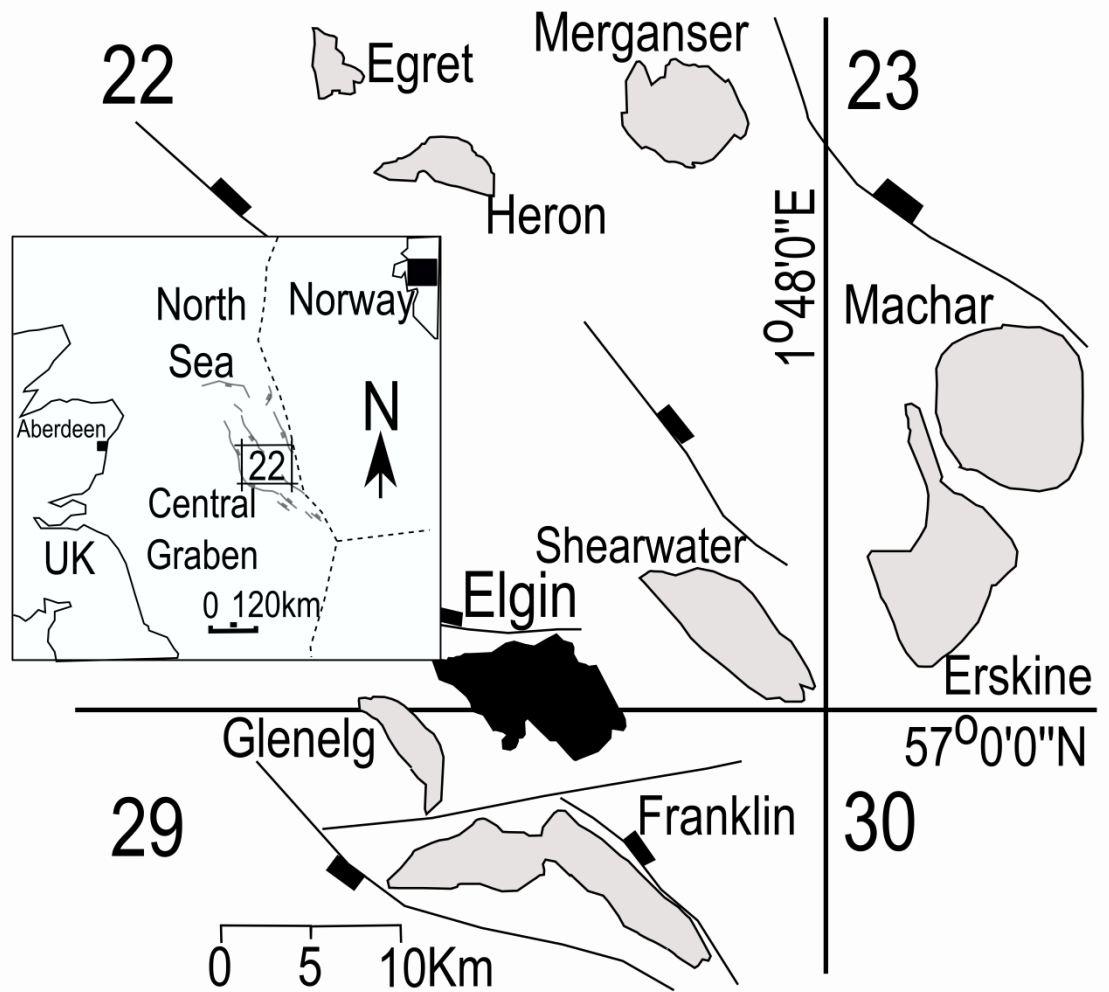 Merganser
22
Egret
23
Heron
1°48'0"E
North
Norway
Machar
Sea
N
Aberdeen
22
Central
Graben
UK
Shearwater
0 120km
Elgin
Erskine
Glenelg
57°0'0"N
29
Franklin
30
0 5 10Km